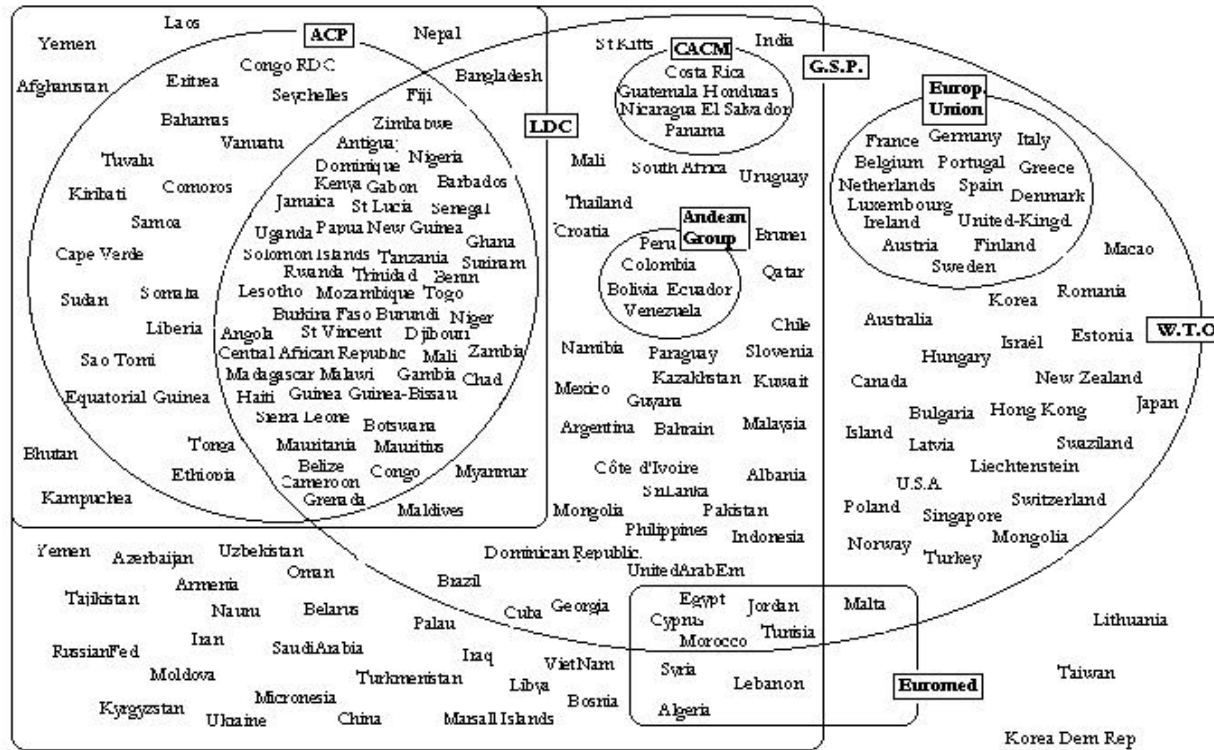 Laos
Yemen
ACP
Nepal
St Kitts
CACM
India
G.S.P.
Afghanistan
Eritrea
Congo RDC
Bangladesh
Costa Rica
Seychelles
Fiji
Guatemala Honduras
Nicaragua El Salvador
Europ. Union
Bahamas
Zimbabwe
LDC
Panama
France Germany Italy
Vanuatu
Antigua
Tuvalu
Dominique Nigeria
Mali
South Africa
Uruguay
Belgium Portugal Greece
Kiribati
Comoros
Kenya Gabon Barbados
Netherlands Spain Denmark
Jamaica St Lucia Senegal
Thailand
Luxembourg
Samoa
Uganda Papua New Guinea
Ghana
Croatia
Andean Group
Brunei
Ireland United-Kingd
Peru
Austria Finland
Macao
Cape Verde
Solomon Islands Tanzania Surinam
Colombia
Qatar
Sweden
Rwanda Trinidad Benin
Sudan
Somalia
Lesotho Mozambique Togo
Bolivia Ecuador
Korea
Romania
Liberia
Burkina Faso Burundi Niger
Venezuela
Chile
Australia
Angola St Vincent Djibouti
Israël
Estonia
W.T.O
Sao Tomi
Central African Republic Mali Zambia
Namibia
Paraguay
Slovenia
Hungary
Madagascar Malawi Gambia Chad
Kazakhstan
Kuwait
Canada
New Zealand
Equatorial Guinea
Haiti Guinea Guinea-Bissau
Mexico
Guyana
Japan
Sierra Leone
Botswana
Argentina
Bahrain
Malaysia
Bulgaria
Hong Kong
Island
Bhutan
Tonga
Mauritania Mauritius
Latvia
Swaziland
Ethiopia
Belize
Congo
Myanmar
Côte d'Ivoire
Albania
Liechtenstein
Kampuchea
Cameroon
Sri Lanka
U.S.A.
Grenada
Maldives
Mongolia
Pakistan
Poland
Singapore
Switzerland
Philippines
Indonesia
Yemen
Azerbaijan
Uzbekistan
Dominican Republic.
Norway
Turkey
Mongolia
Oman
Brazil
UnitedArabEm
Tajikistan
Armenia
Nauru
Belarus
Palau
Cuba
Georgia
Egypt
Jordan
Malta
Cyprus
Tunisia
Lithuania
RussianFed
Iran
SaudiArabia
Iraq
VietNam
Morocco
Moldova
Turkmenistan
Libya
Syria
Lebanon
Euromed
Taiwan
Kyrgyzstan
Micronesia
Bosnia
Ukraine
China
Marsall Islands
Algeria
Korea Dem Rep